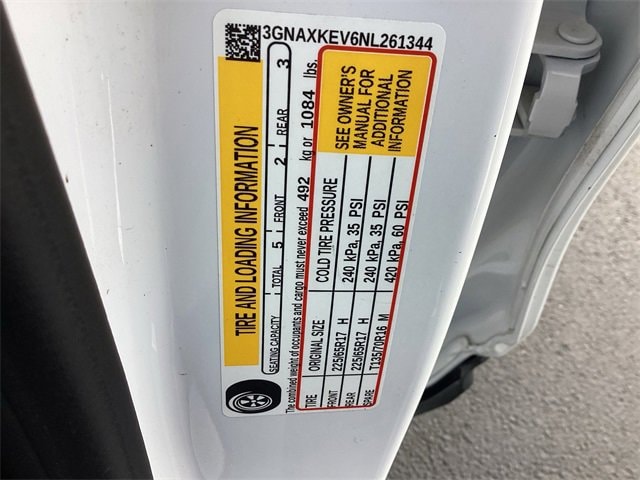 3GNAXKEV6NL261344
TIRE AND LOADING INFORMATION
SEATING CAPACITY TOTAL 5 FRONT 2 REAR 3
The combined weight of occupants and cargo must never exceed 492 kg or 1084 lbs.
TIRE ORIGINAL SIZE COLD TIRE PRESSURE
FRONT 225/65R17 H 240 kPa, 35 PSI
REAR 225/65R17 H 240 kPa, 35 PSI
SPARE T135/70R16 M 420 kPa, 60 PSI
SEE OWNER'S
MANUAL FOR
ADDITIONAL
INFORMATION